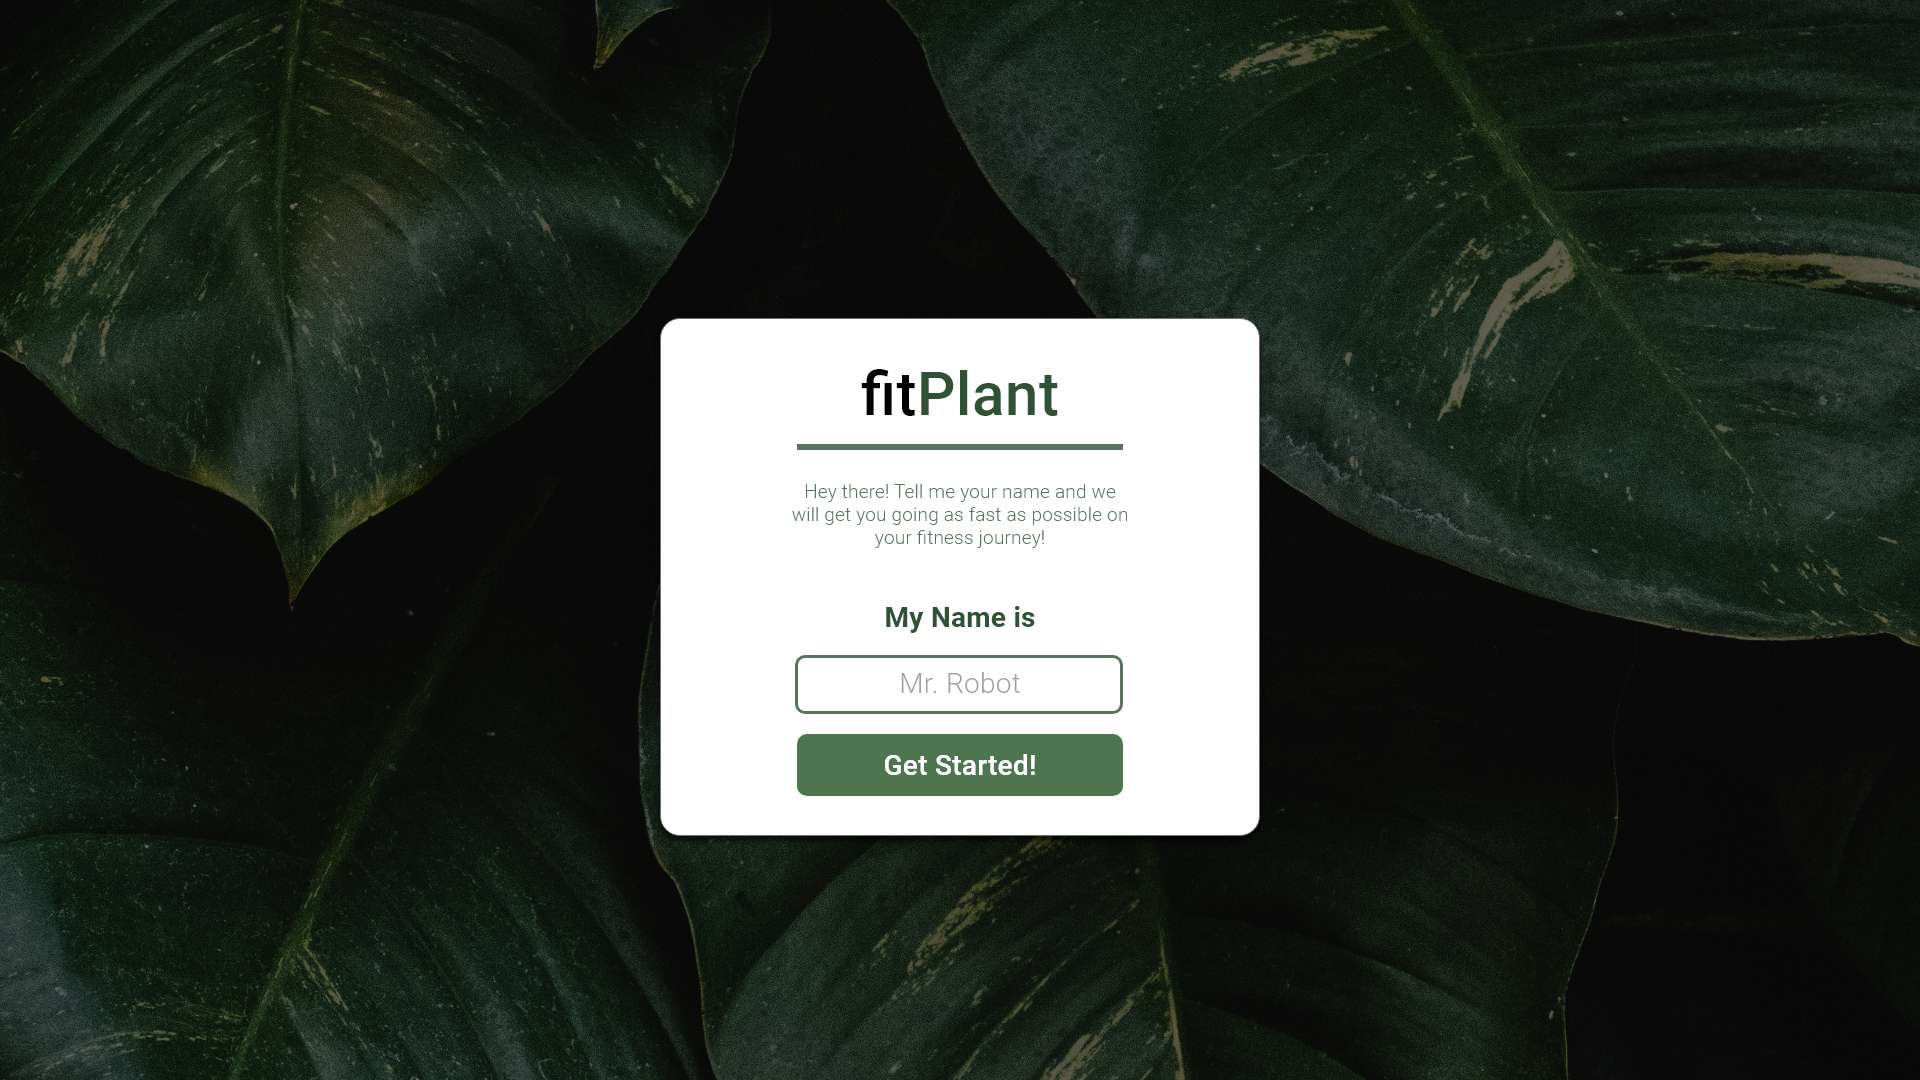 fitPlant
Hey there! Tell me your name and we
will get you going as fast as possible on
your fitness journey!
My Name is
Mr. Robot
Get Started!